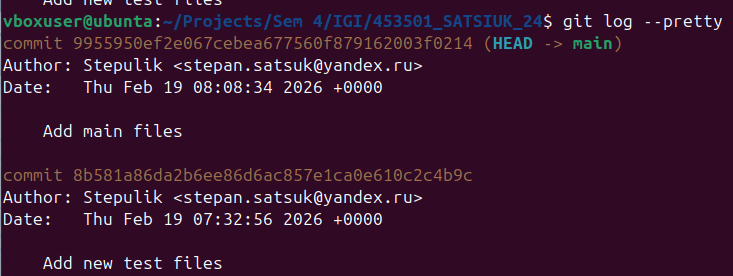 Add new test files
vboxuser@ubuntu:~/Projects/Sem 4/IGI/453501_SATSIUK_24$ git log --pretty
commit 9955950ef2e067cebea677560f879162003f0214 (HEAD -> main)
Author: Stepulik <stepan.satsuk@yandex.ru>
Date:   Thu Feb 19 08:08:34 2026 +0000

    Add main files

commit 8b581a86da2b6ee86d6ac857e1ca0e610c2c4b9c
Author: Stepulik <stepan.satsuk@yandex.ru>
Date:   Thu Feb 19 07:32:56 2026 +0000

    Add new test files